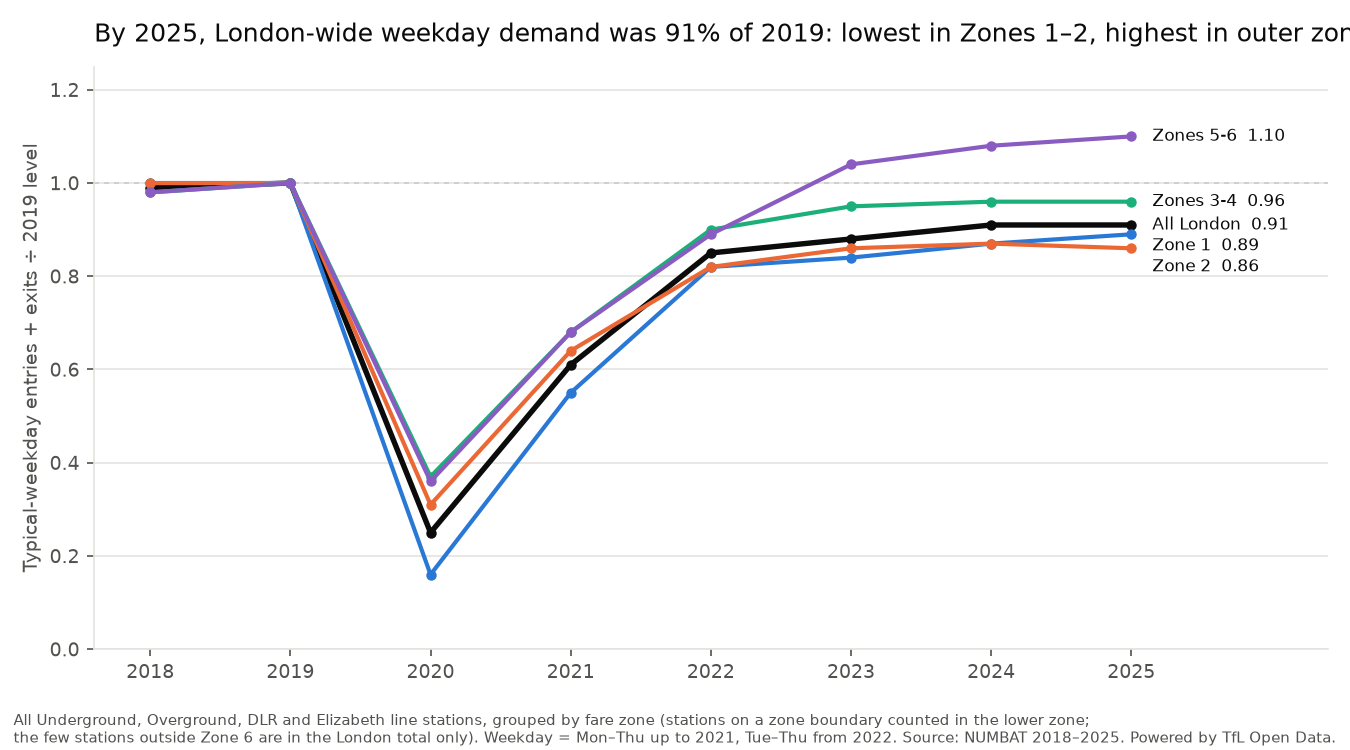 By 2025, London-wide weekday demand was 91% of 2019: lowest in Zones 1–2, highest in outer zon
Typical-weekday entries + exits ÷ 2019 level
1.2
1.0
0.8
0.6
0.4
0.2
0.0
Zones 5-6 1.10
Zones 3-4 0.96
All London 0.91
Zone 1 0.89
Zone 2 0.86
2018 2019 2020 2021 2022 2023 2024 2025
All Underground, Overground, DLR and Elizabeth line stations, grouped by fare zone (stations on a zone boundary counted in the lower zone;
the few stations outside Zone 6 are in the London total only). Weekday = Mon–Thu up to 2021, Tue–Thu from 2022. Source: NUMBAT 2018–2025. Powered by TfL Open Data.